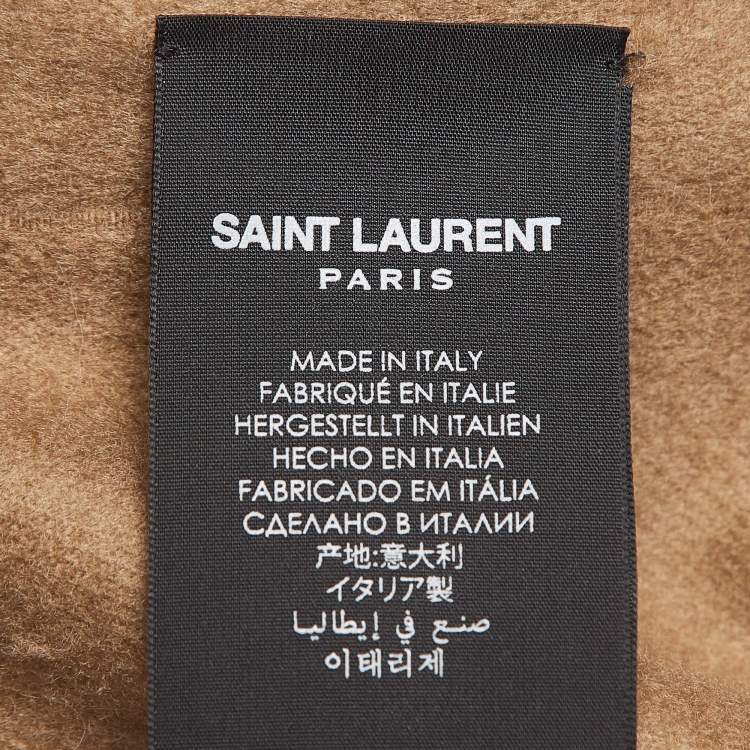 SAINT LAURENT
PARIS
MADE IN ITALY
FABRIQUÉ EN ITALIE
HERGESTELLT IN ITALIEN
HECHO EN ITALIA
FABRICADO EM ITÁLIA
СДЕЛАНО В ИТАЛИИ
产地:意大利
イタリア製
صنع في إيطاليا
이태리제